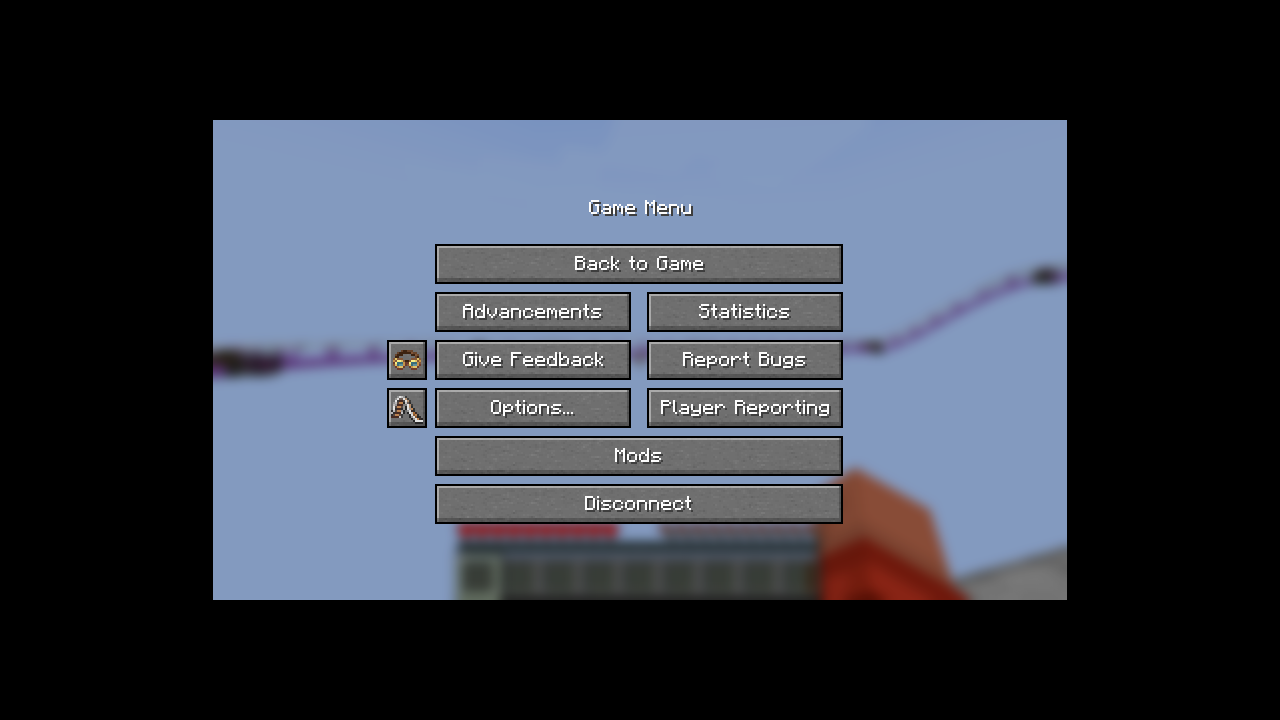 Game Menu
Back to Game
Advancements
Statistics
Give Feedback
Report Bugs
Options...
Player Reporting
Mods
Disconnect